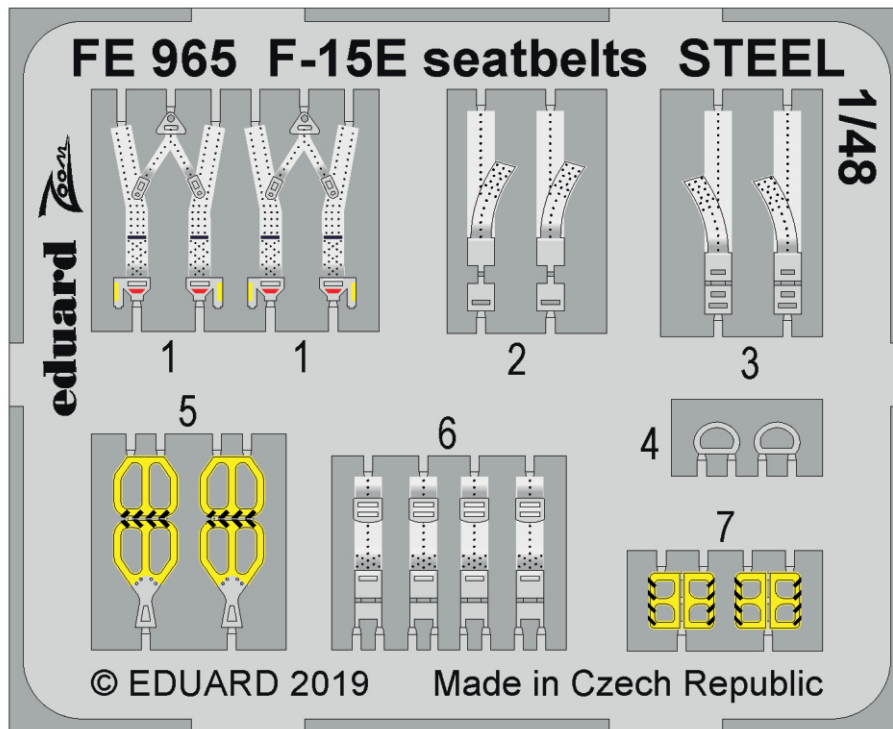 FE 965 F-15E seatbelts STEEL
1/48
eduard Zoom
1 1 2 3
4
5 6 7
© EDUARD 2019 Made in Czech Republic